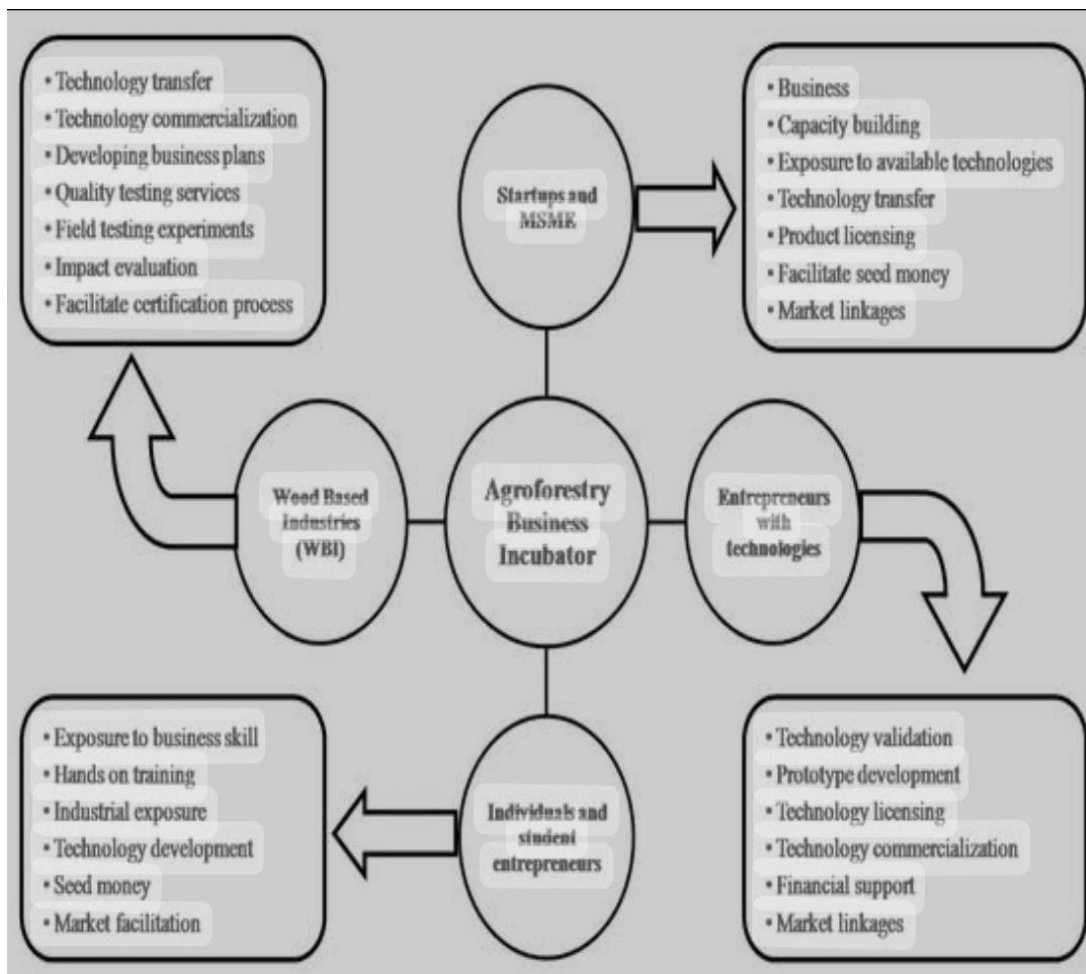 • Technology transfer
• Technology commercialization
• Developing business plans
• Quality testing services
• Field testing experiments
• Impact evaluation
• Facilitate certification process
Startups and
MSME
• Business
• Capacity building
• Exposure to available technologies
• Technology transfer
• Product licensing
• Facilitate seed money
• Market linkages
Wood Based
Industries
(WBI)
Agroforestry
Business
Incubator
Entrepreneurs
with
technologies
• Exposure to business skill
• Hands on training
• Industrial exposure
• Technology development
• Seed money
• Market facilitation
Individuals and
student
entrepreneurs
• Technology validation
• Prototype development
• Technology licensing
• Technology commercialization
• Financial support
• Market linkages